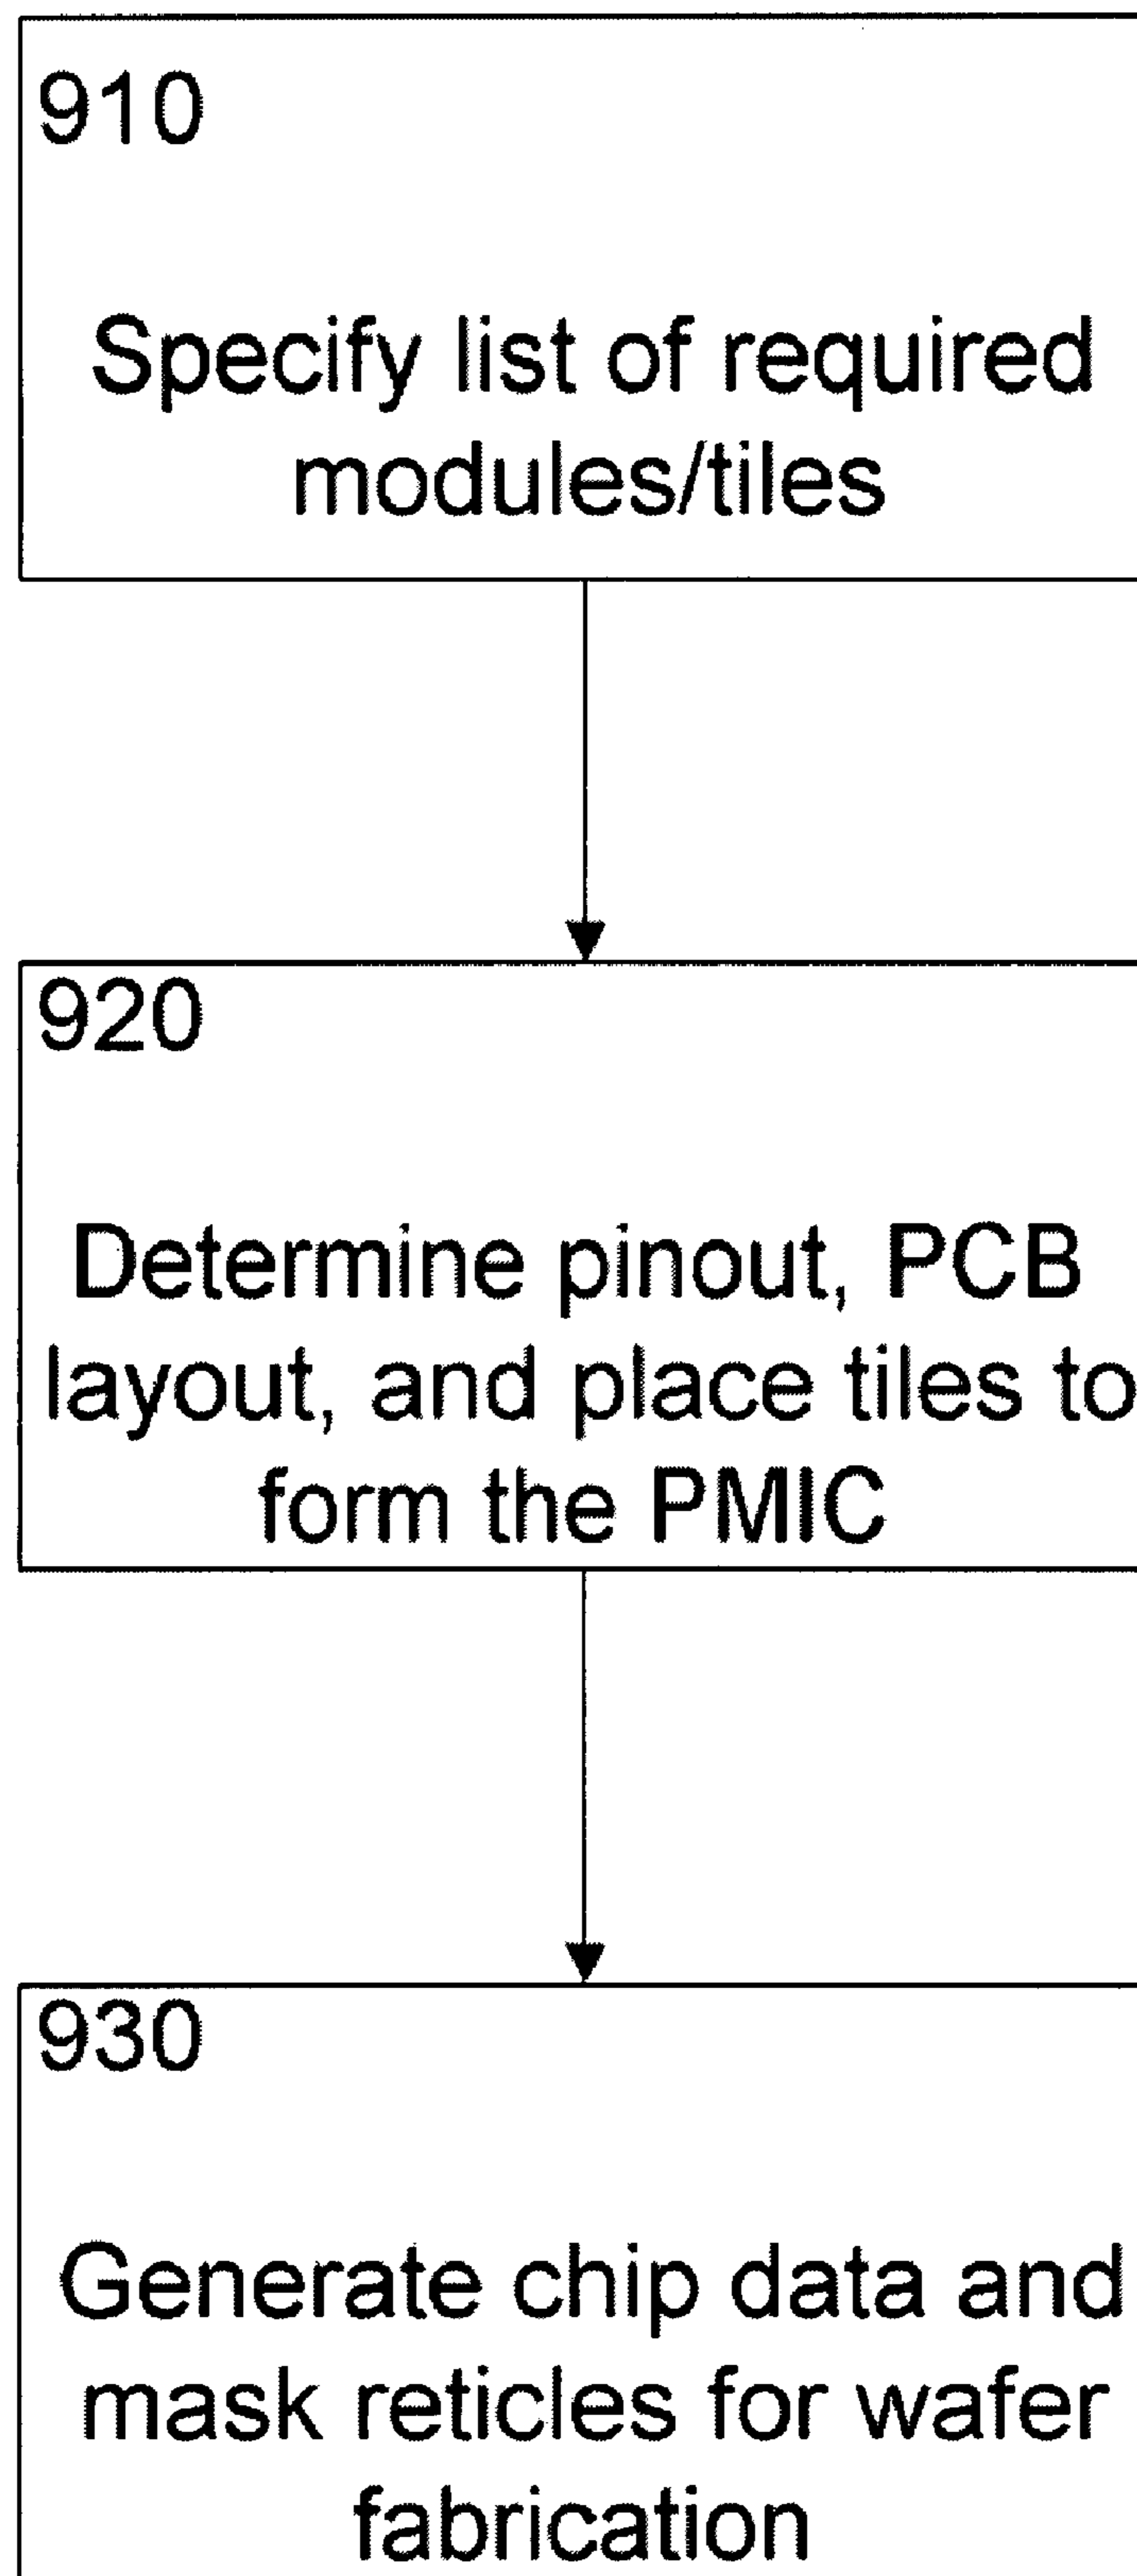 910
Specify list of required
modules/tiles
920
Determine pinout, PCB
layout, and place tiles to
form the PMIC
930
Generate chip data and
mask reticles for wafer
fabrication